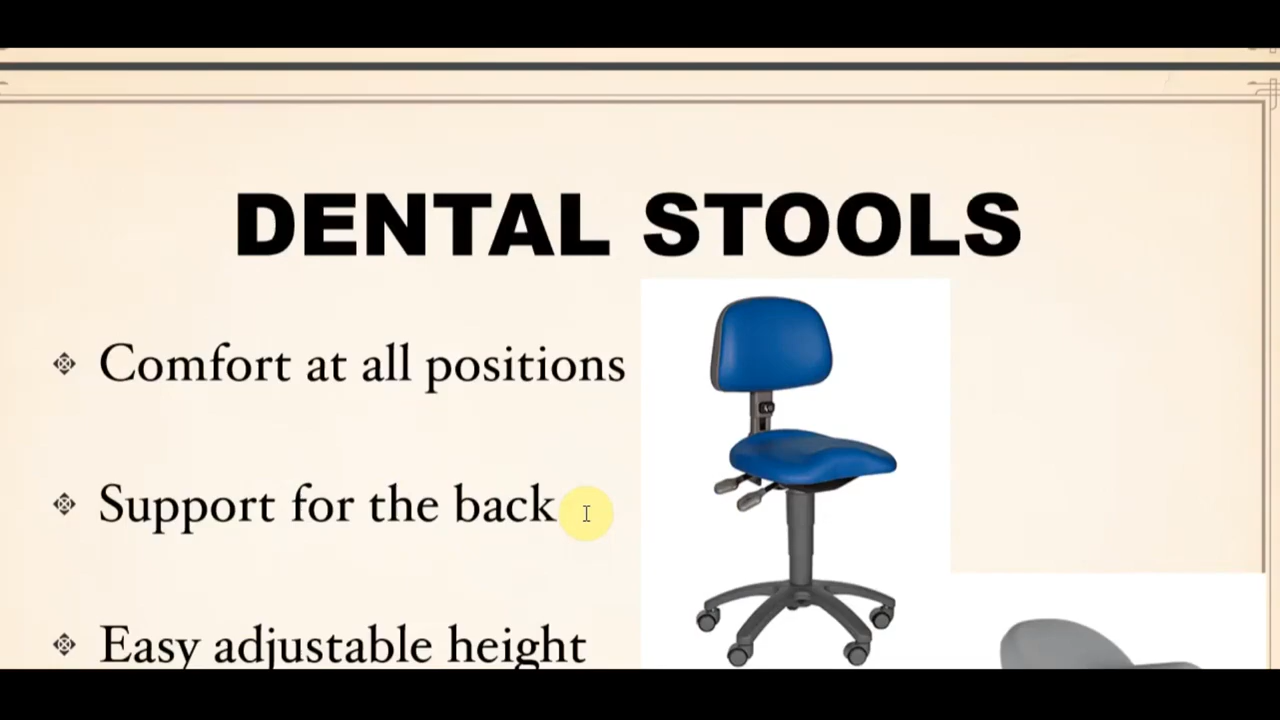 DENTAL STOOLS
Comfort at all positions
Support for the back
Easy adjustable height